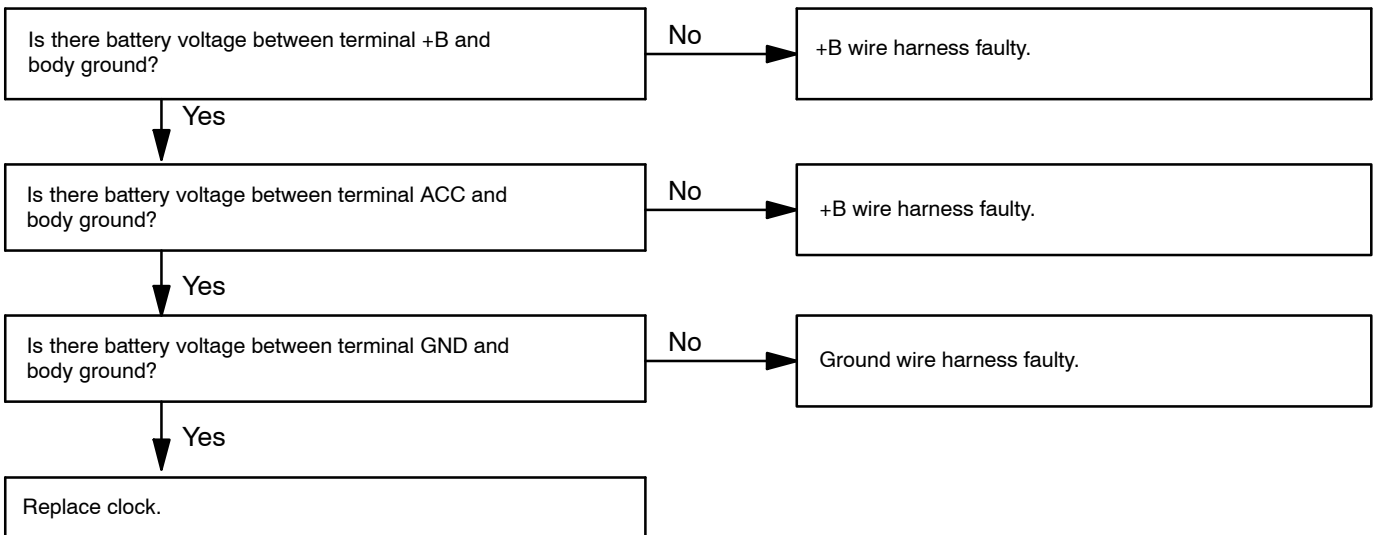 Is there battery voltage between terminal +B and
body ground?
No
+B wire harness faulty.
Yes
Is there battery voltage between terminal ACC and
body ground?
No
+B wire harness faulty.
Yes
Is there battery voltage between terminal GND and
body ground?
No
Ground wire harness faulty.
Yes
Replace clock.